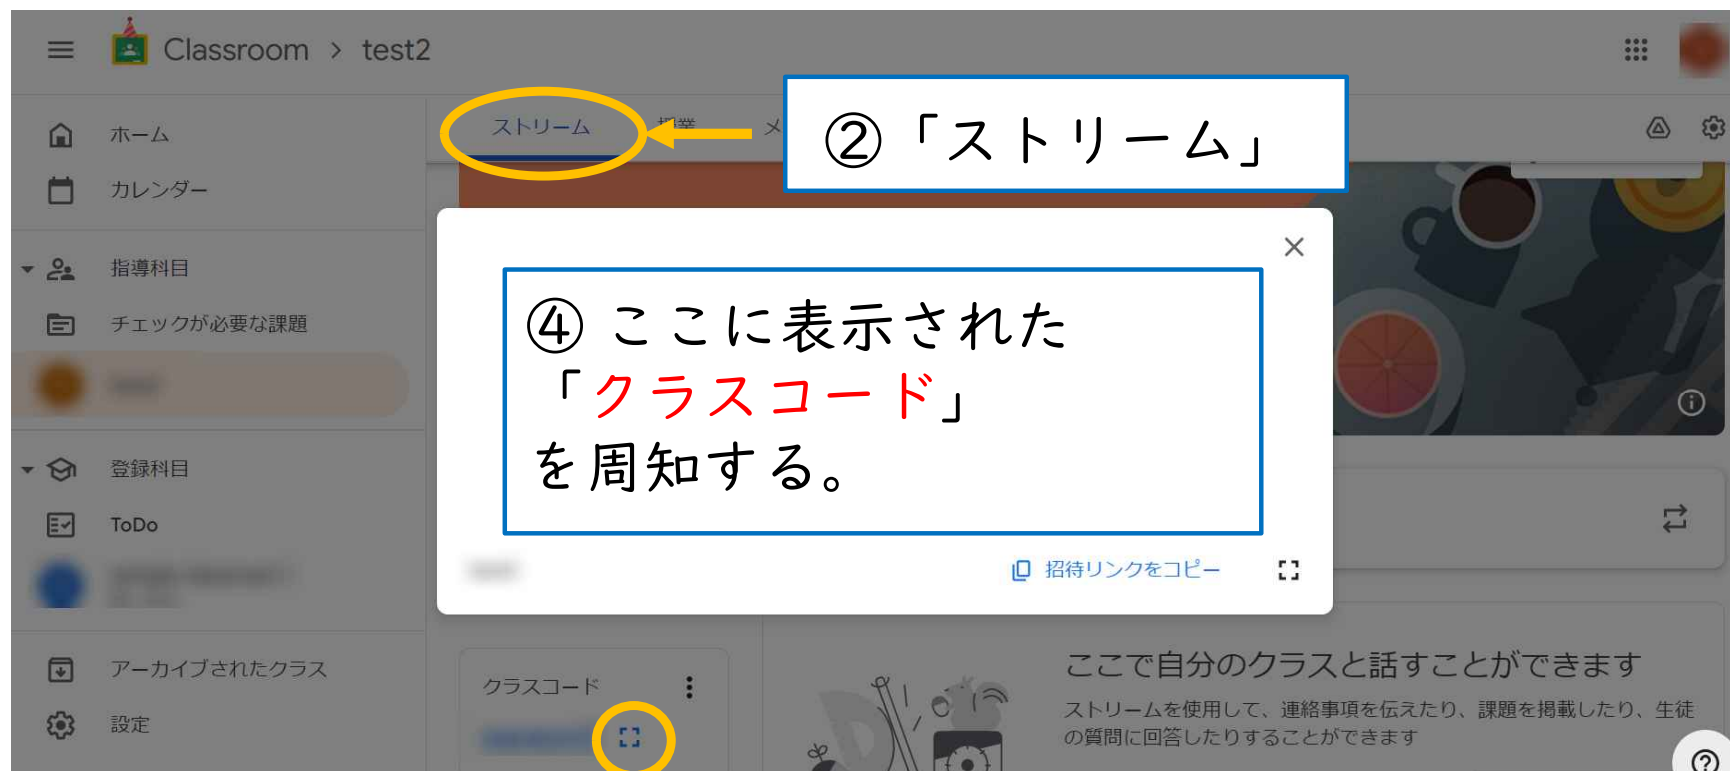 Classroom > test2
ホーム
カレンダー
指導科目
チェックが必要な課題
登録科目
ToDo
アーカイブされたクラス
設定
ストリーム
②「ストリーム」
④ ここに表示された
「クラスコード」
を周知する。
招待リンクをコピー
クラスコード
ここで自分のクラスと話すことができます
ストリームを使用して、連絡事項を伝えたり、課題を掲載したり、生徒
の質問に回答したりすることができます